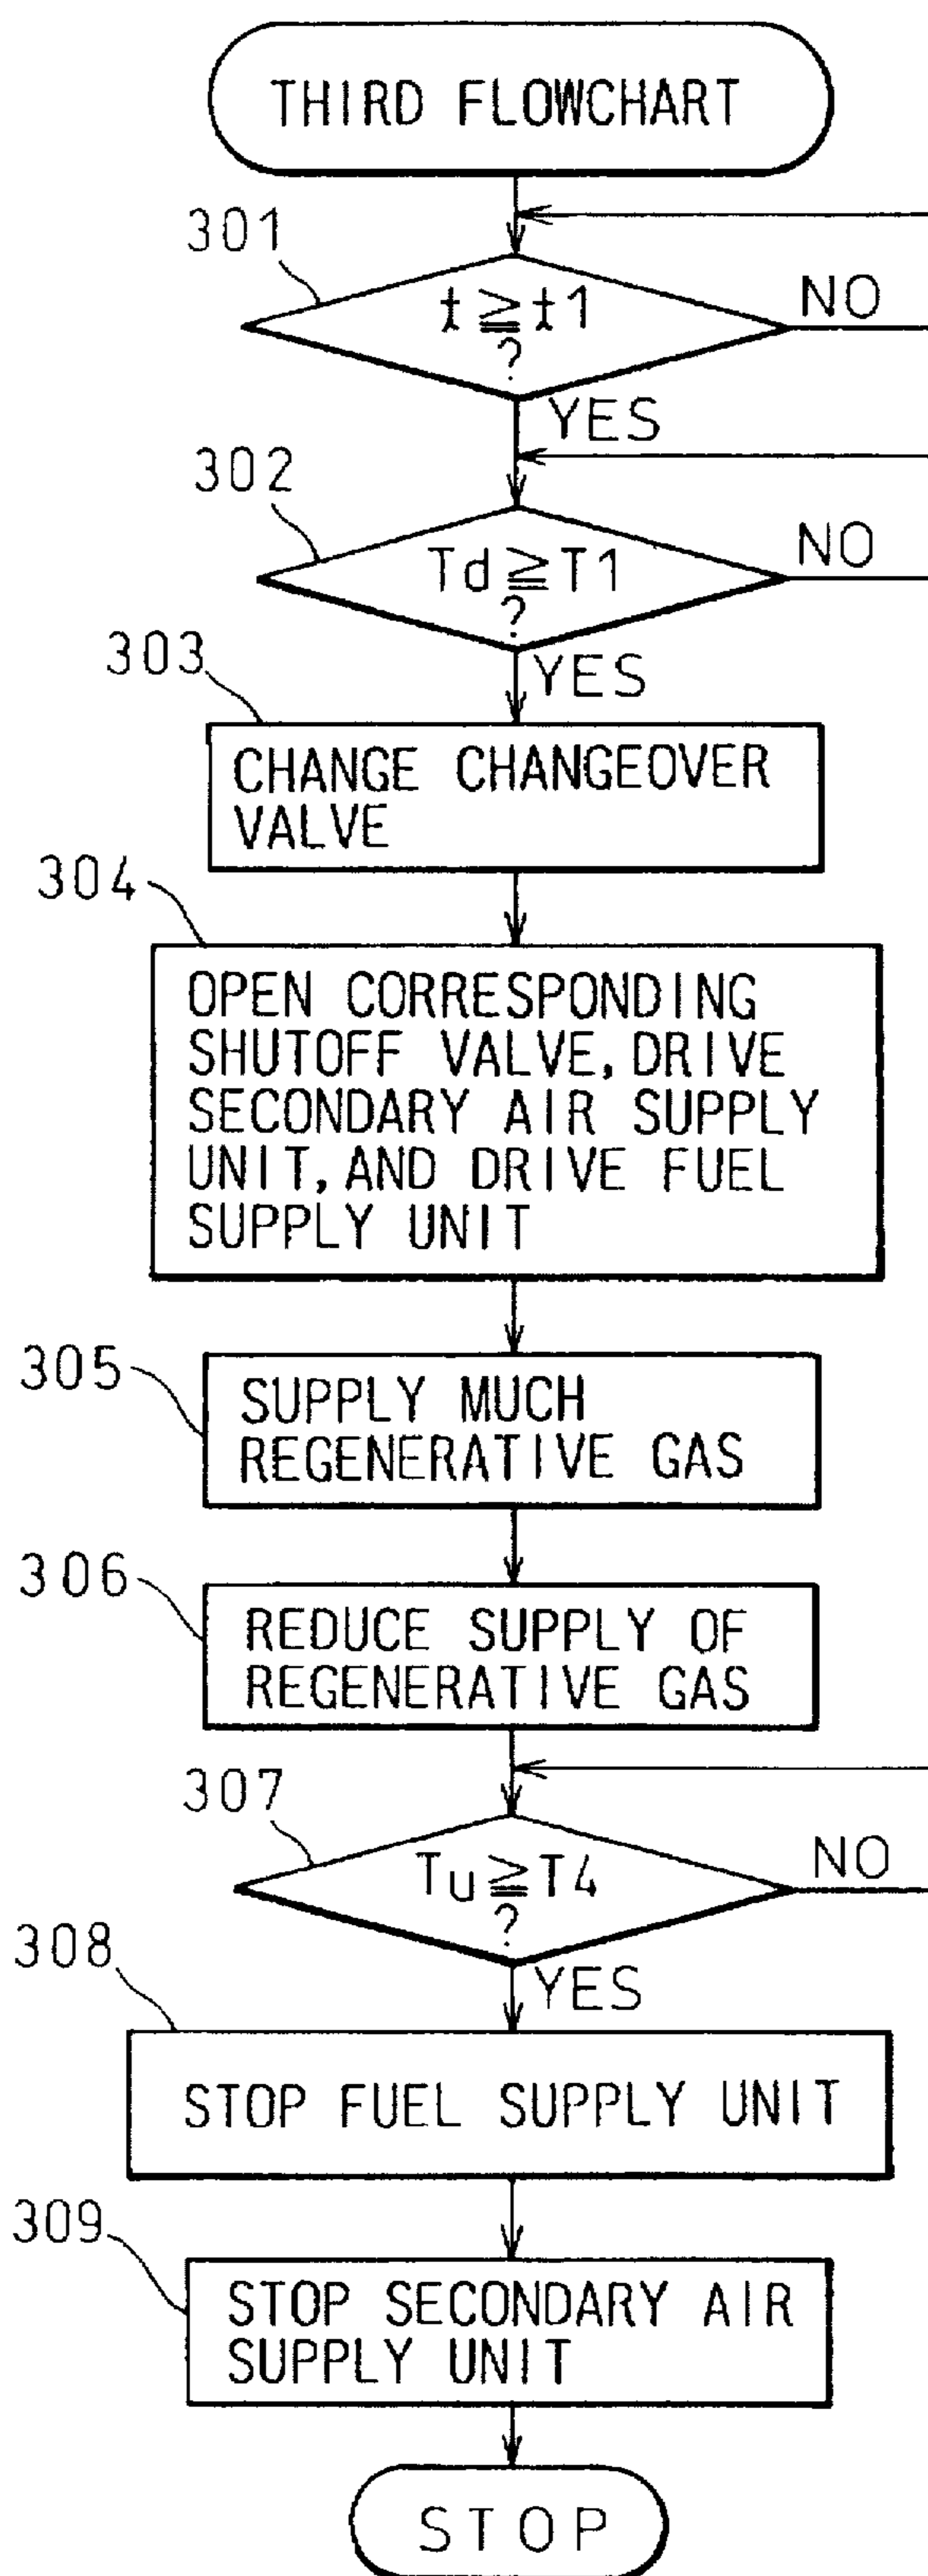 THIRD FLOWCHART
301
t ≧ t1
?
NO
YES
302
Td ≧ T1
?
NO
YES
303
CHANGE CHANGEOVER
VALVE
304
OPEN CORRESPONDING
SHUTOFF VALVE, DRIVE
SECONDARY AIR SUPPLY
UNIT, AND DRIVE FUEL
SUPPLY UNIT
305
SUPPLY MUCH
REGENERATIVE GAS
306
REDUCE SUPPLY OF
REGENERATIVE GAS
307
Tu ≧ T4
?
NO
YES
308
STOP FUEL SUPPLY UNIT
309
STOP SECONDARY AIR
SUPPLY UNIT
STOP